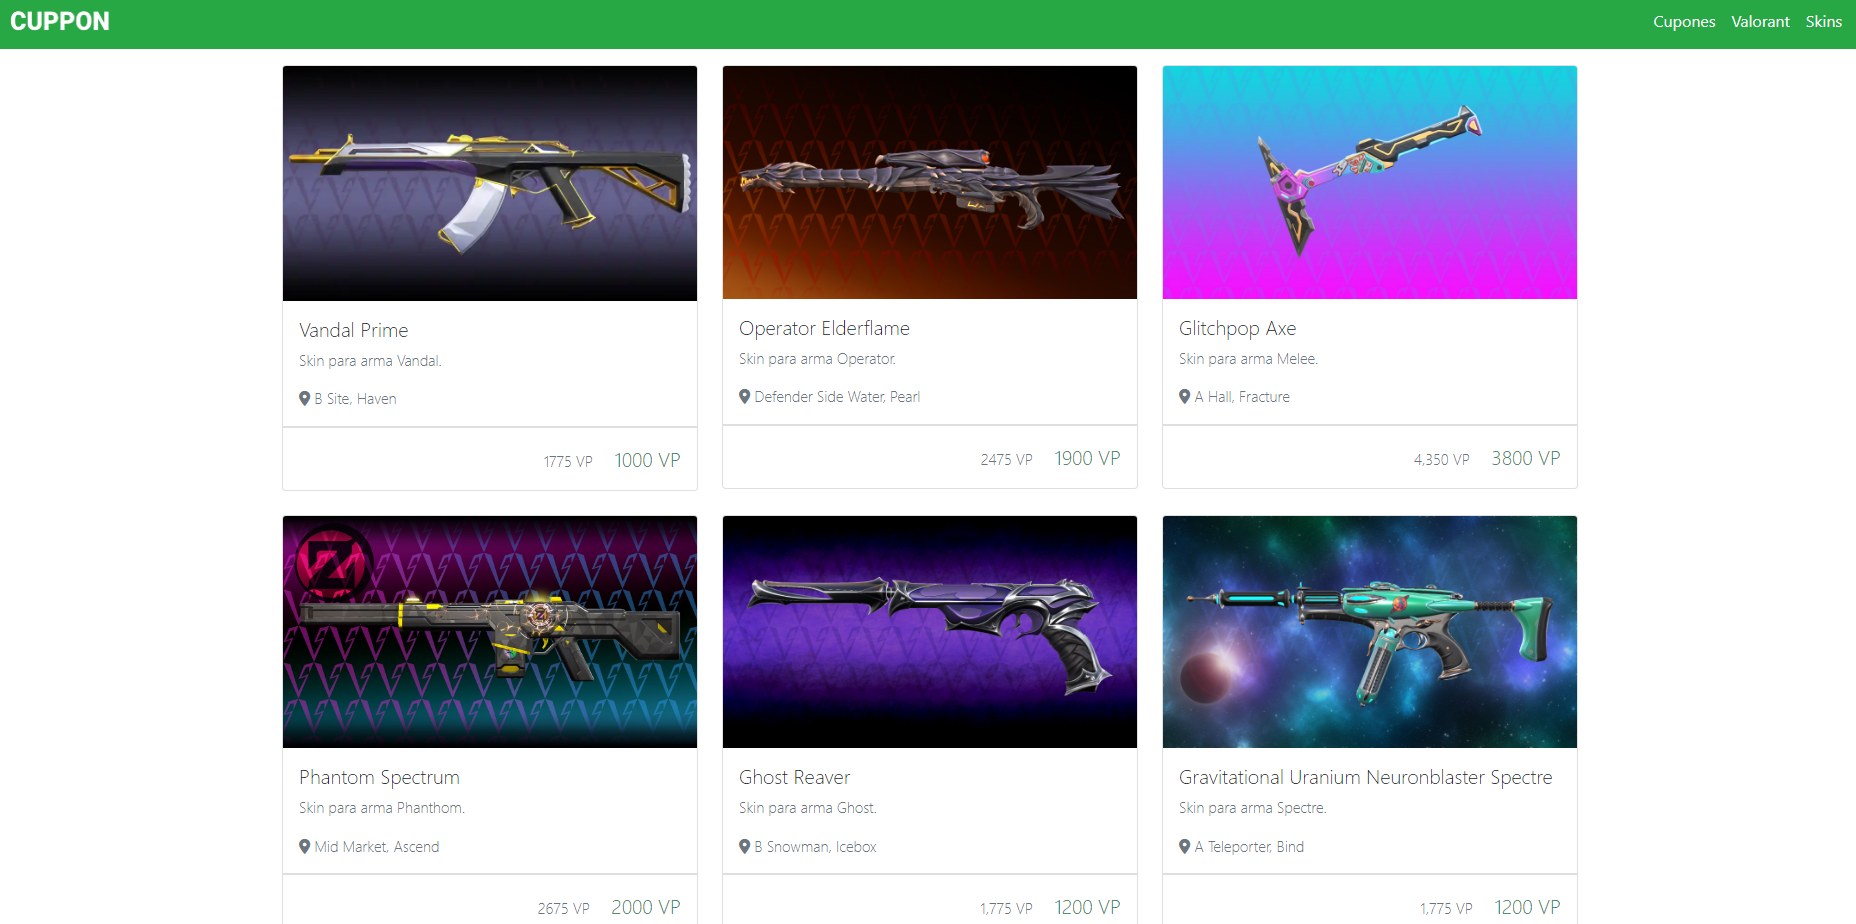 CUPPON
Cupones Valorant Skins
Vandal Prime
Skin para arma Vandal.
B Site, Haven
1775 VP 1000 VP
Operator Elderflame
Skin para arma Operator.
Defender Side Water, Pearl
2475 VP 1900 VP
Glitchpop Axe
Skin para arma Melee.
A Hall, Fracture
4,350 VP 3800 VP
Phantom Spectrum
Skin para arma Phanthom.
Mid Market, Ascend
2675 VP 2000 VP
Ghost Reaver
Skin para arma Ghost.
B Snowman, Icebox
1,775 VP 1200 VP
Gravitational Uranium Neuronblaster Spectre
Skin para arma Spectre.
A Teleporter, Bind
1,775 VP 1200 VP